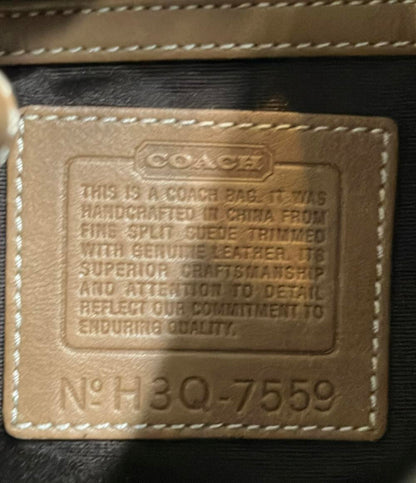 COACH
THIS IS A COACH BAG. IT WAS
HANDCRAFTED IN CHINA FROM
FINE SPLIT SUEDE TRIMMED
WITH GENUINE LEATHER. ITS
SUPERIOR CRAFTSMANSHIP
AND ATTENTION TO DETAIL
REFLECT OUR COMMITMENT TO
ENDURING QUALITY.
Nº H3Q-7559